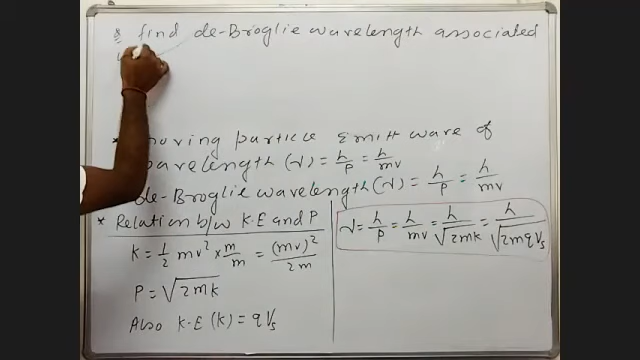 * find de-Broglie wavelength associated
* moving particle Emitt wave of
wavelength (λ) = h/p = h/mv
de-Broglie wavelength (λ) = h/p = h/mv
* Relation b/w K.E and P
K = 1/2 mv² × m/m = (mv)²/2m
P = √2mK
Also K.E (K) = qVs
λ = h/p = h/mv = h/√2mK = h/√2mqVs